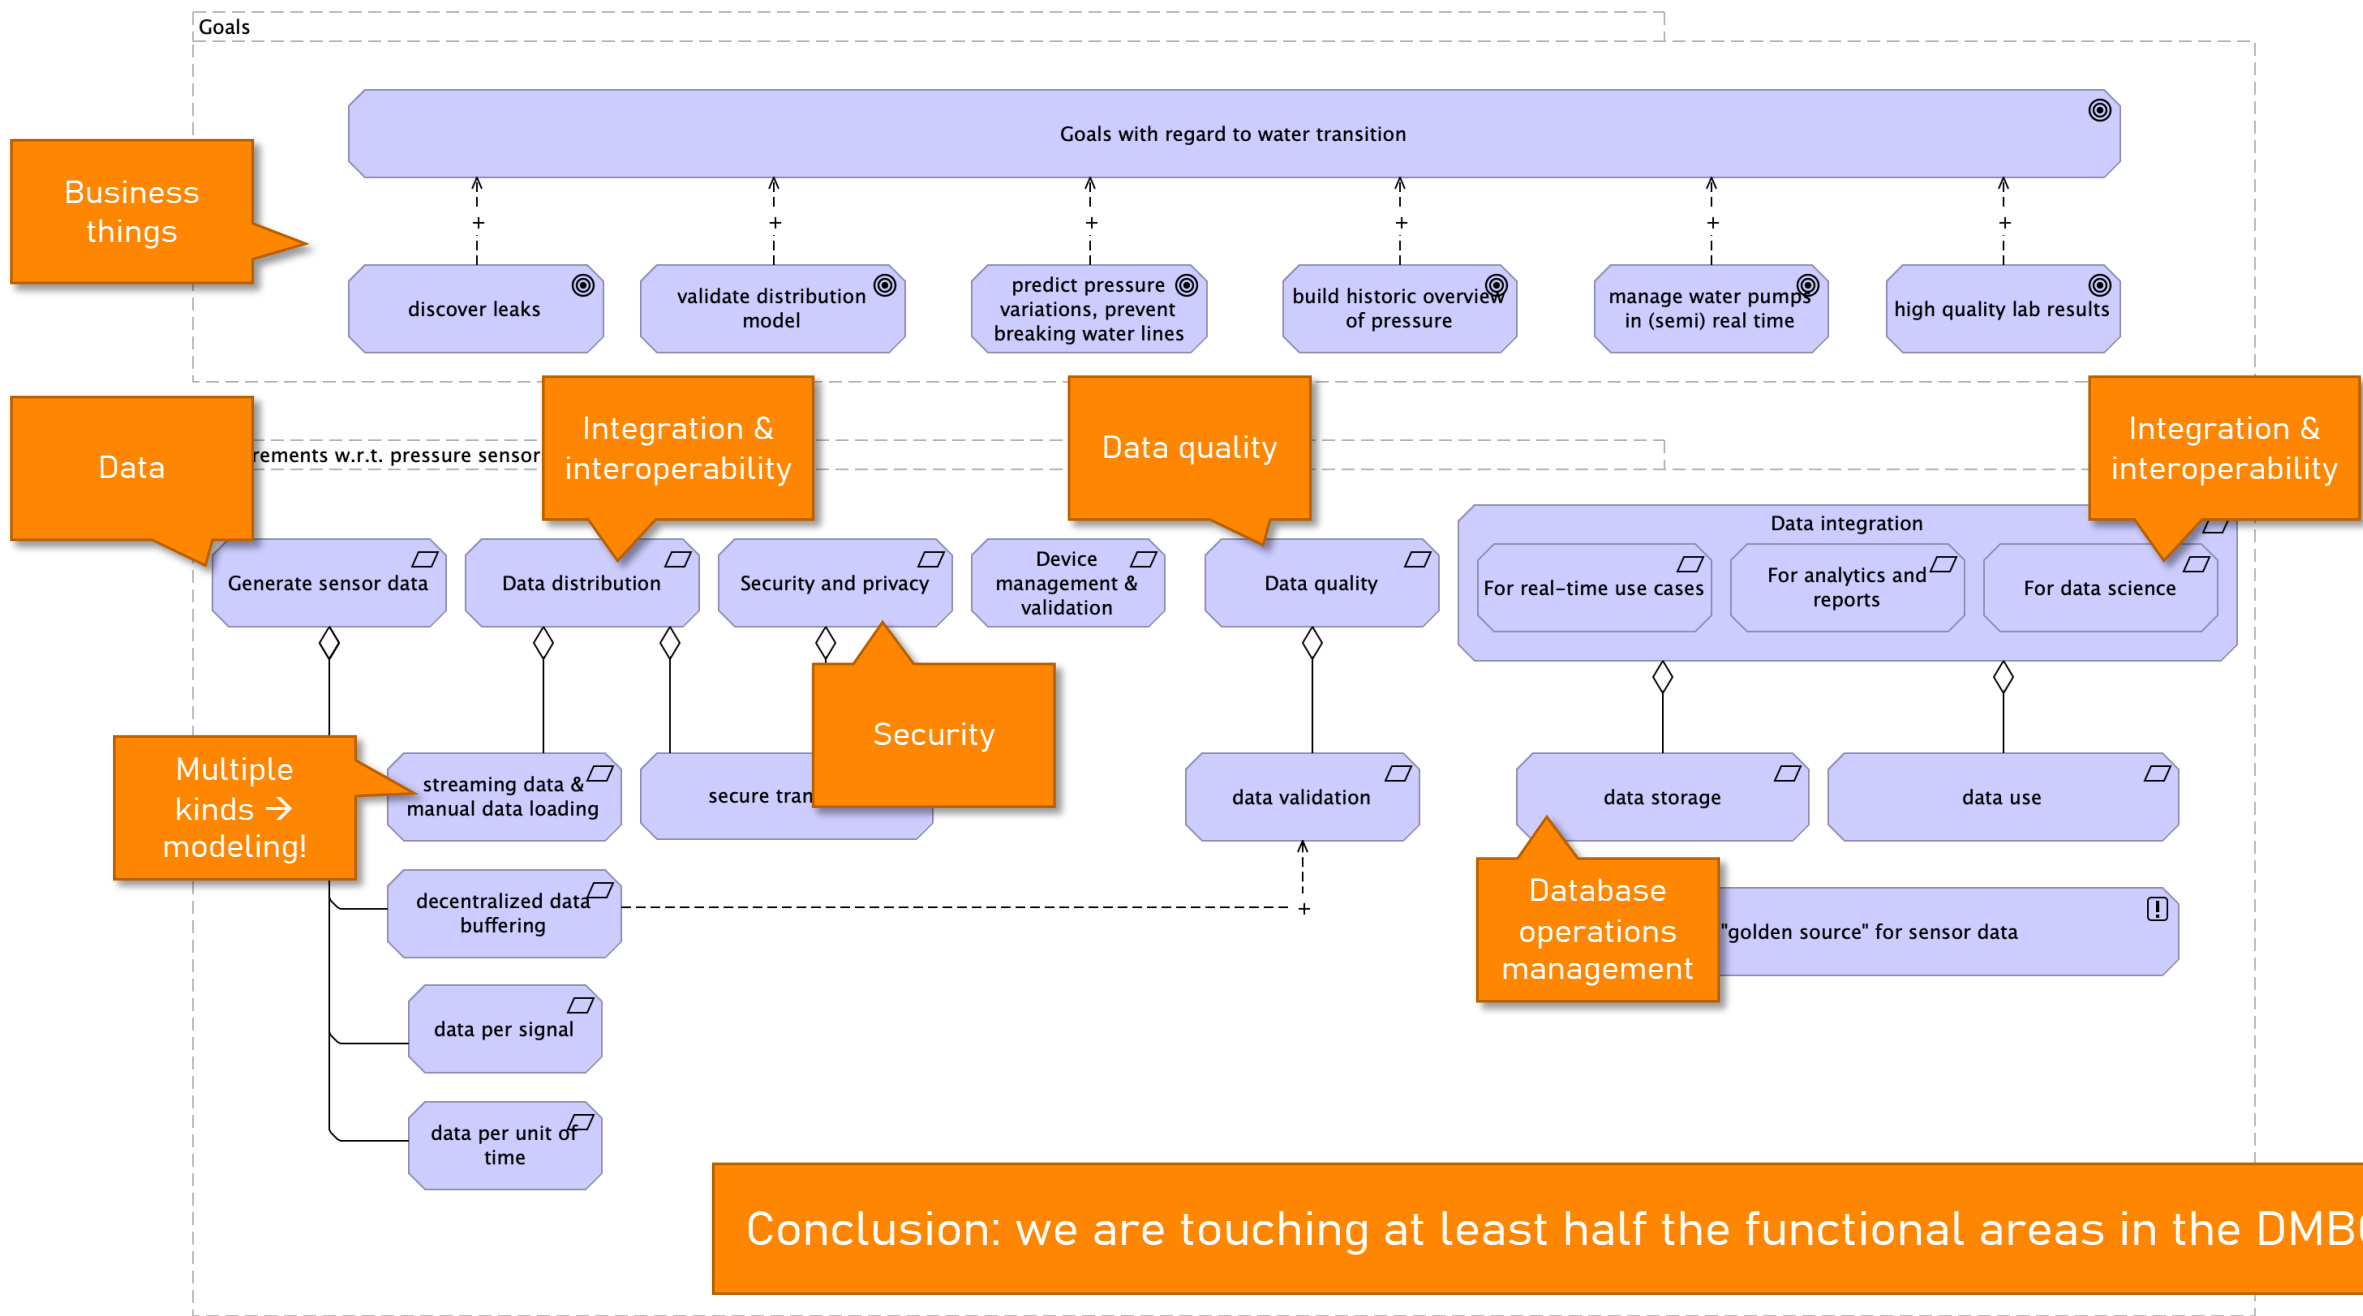 Goals
Goals with regard to water transition
Business
things
+
+
+
+
+
+
discover leaks
validate distribution
model
predict pressure
variations, prevent
breaking water lines
build historic overview
of pressure
manage water pumps
in (semi) real time
high quality lab results
Data
rements w.r.t. pressure sensor
Integration &
interoperability
Data quality
Integration &
interoperability
Generate sensor data
Data distribution
Security and privacy
Device
management &
validation
Data quality
Data integration
For real-time use cases
For analytics and
reports
For data science
Multiple
kinds →
modeling!
streaming data &
manual data loading
secure tran
Security
data validation
data storage
data use
decentralized data
buffering
+
Database
operations
management
"golden source" for sensor data
data per signal
data per unit of
time
Conclusion: we are touching at least half the functional areas in the DMB